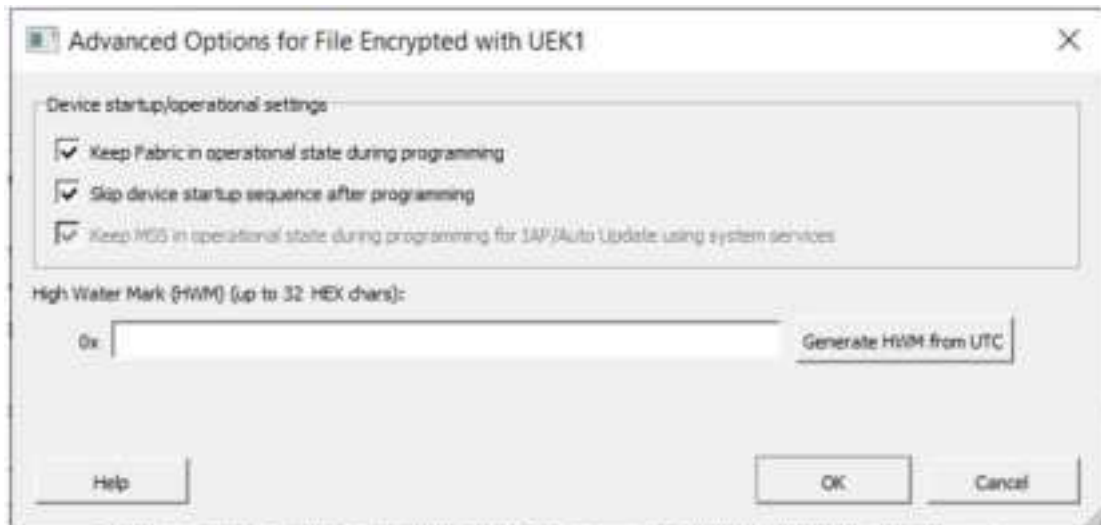 Advanced Options for File Encrypted with UEK1
Device startup/operational settings
Keep Fabric in operational state during programming
Skip device startup sequence after programming
Keep MSS in operational state during programming for IAP/Auto Update using system services
High Water Mark (HWM) (up to 32 HEX chars):
0x
Generate HWM from UTC
Help
OK
Cancel